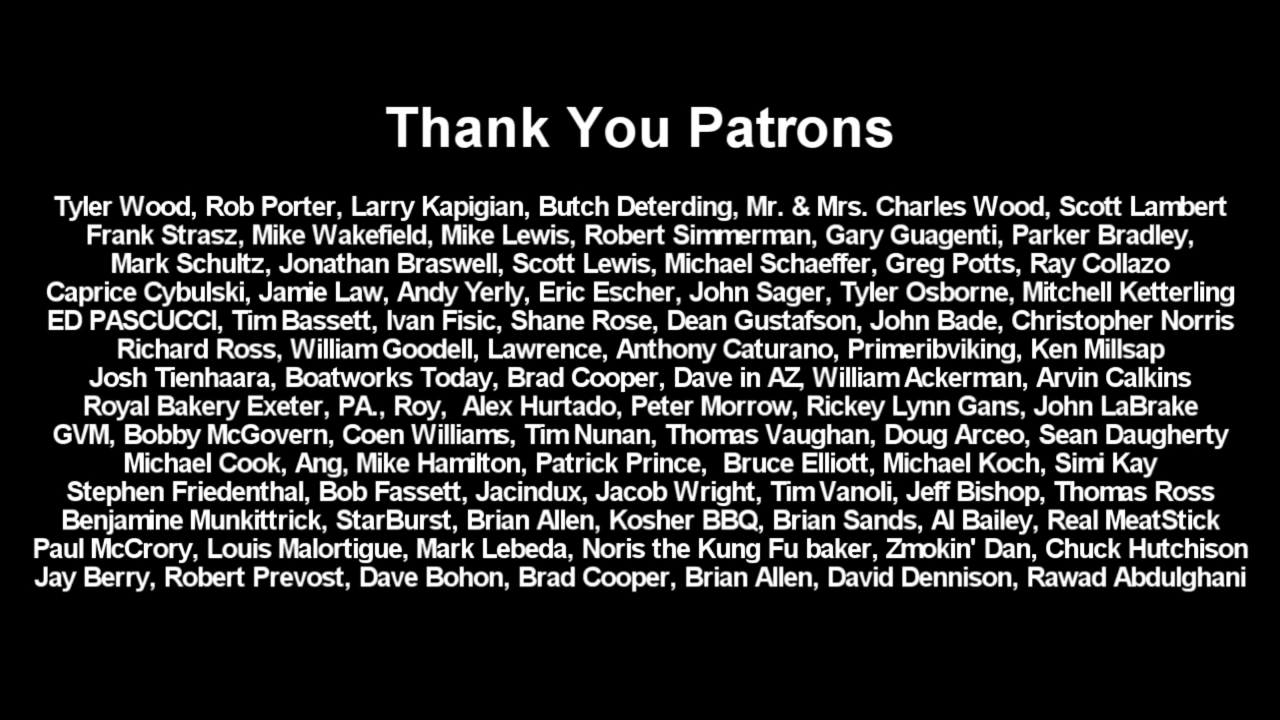 Thank You Patrons
Tyler Wood, Rob Porter, Larry Kapigian, Butch Deterding, Mr. & Mrs. Charles Wood, Scott Lambert
Frank Strasz, Mike Wakefield, Mike Lewis, Robert Simmerman, Gary Guagenti, Parker Bradley,
Mark Schultz, Jonathan Braswell, Scott Lewis, Michael Schaeffer, Greg Potts, Ray Collazo
Caprice Cybulski, Jamie Law, Andy Yerly, Eric Escher, John Sager, Tyler Osborne, Mitchell Ketterling
ED PASCUCCI, Tim Bassett, Ivan Fisic, Shane Rose, Dean Gustafson, John Bade, Christopher Norris
Richard Ross, William Goodell, Lawrence, Anthony Caturano, Primeribviking, Ken Millsap
Josh Tienhaara, Boatworks Today, Brad Cooper, Dave in AZ, William Ackerman, Arvin Calkins
Royal Bakery Exeter, PA., Roy,  Alex Hurtado, Peter Morrow, Rickey Lynn Gans, John LaBrake
GVM, Bobby McGovern, Coen Williams, Tim Nunan, Thomas Vaughan, Doug Arceo, Sean Daugherty
Michael Cook, Ang, Mike Hamilton, Patrick Prince,  Bruce Elliott, Michael Koch, Simi Kay
Stephen Friedenthal, Bob Fassett, Jacindux, Jacob Wright, Tim Vanoli, Jeff Bishop, Thomas Ross
Benjamine Munkittrick, StarBurst, Brian Allen, Kosher BBQ, Brian Sands, Al Bailey, Real MeatStick
Paul McCrory, Louis Malortigue, Mark Lebeda, Noris the Kung Fu baker, Zmokin' Dan, Chuck Hutchison
Jay Berry, Robert Prevost, Dave Bohon, Brad Cooper, Brian Allen, David Dennison, Rawad Abdulghani